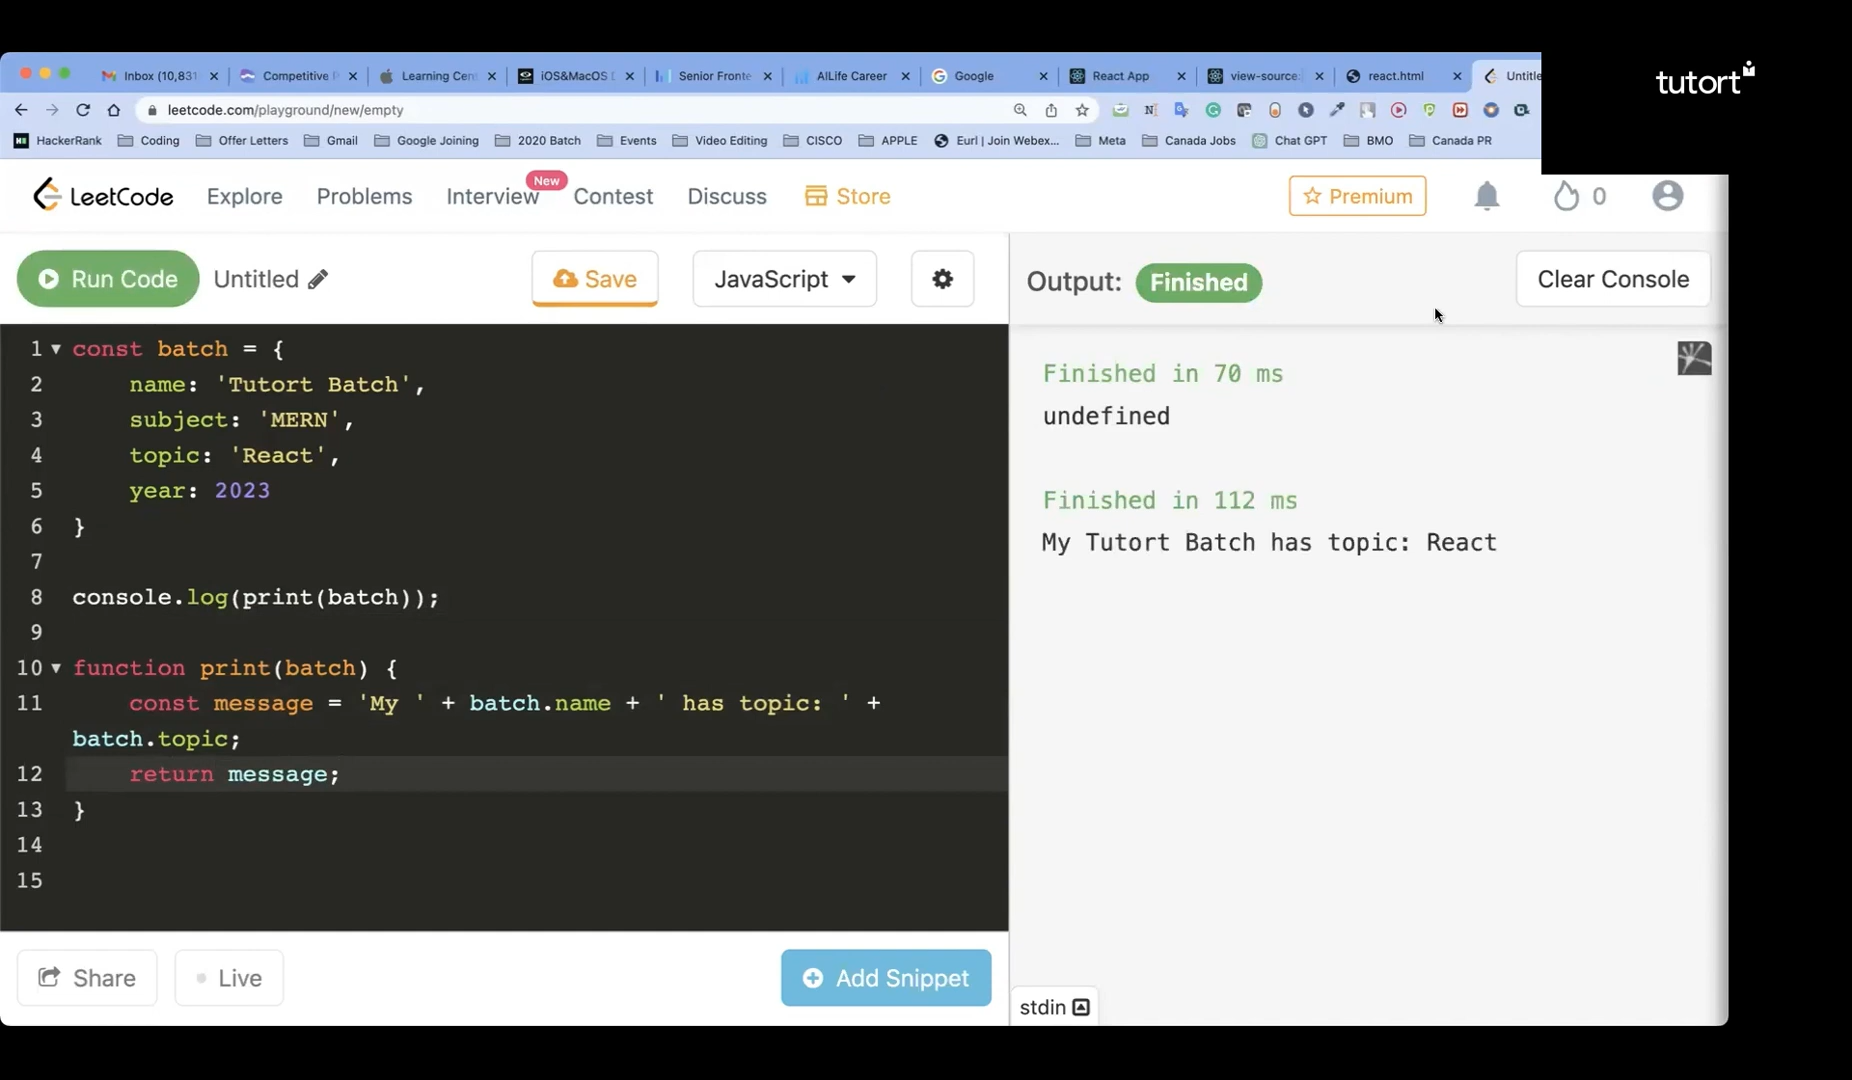 Inbox (10,831
Competitive P
Learning Cen
iOS&MacOS D
Senior Fronte
AILife Career
Google
React App
view-source:
react.html
Untitle
tutort
leetcode.com/playground/new/empty
HackerRank
Coding
Offer Letters
Gmail
Google Joining
2020 Batch
Events
Video Editing
CISCO
APPLE
Eurl | Join Webex...
Meta
Canada Jobs
Chat GPT
BMO
Canada PR
LeetCode
Explore
Problems
Interview
New
Contest
Discuss
Store
Premium
0
Run Code
Untitled
Save
JavaScript
Output:
Finished
Clear Console
1 const batch = {
2 name: 'Tutort Batch',
3 subject: 'MERN',
4 topic: 'React',
5 year: 2023
6 }
7
8 console.log(print(batch));
9
10 function print(batch) {
11 const message = 'My ' + batch.name + ' has topic: ' +
batch.topic;
12 return message;
13 }
14
15
Finished in 70 ms
undefined
Finished in 112 ms
My Tutort Batch has topic: React
Share
Live
Add Snippet
stdin